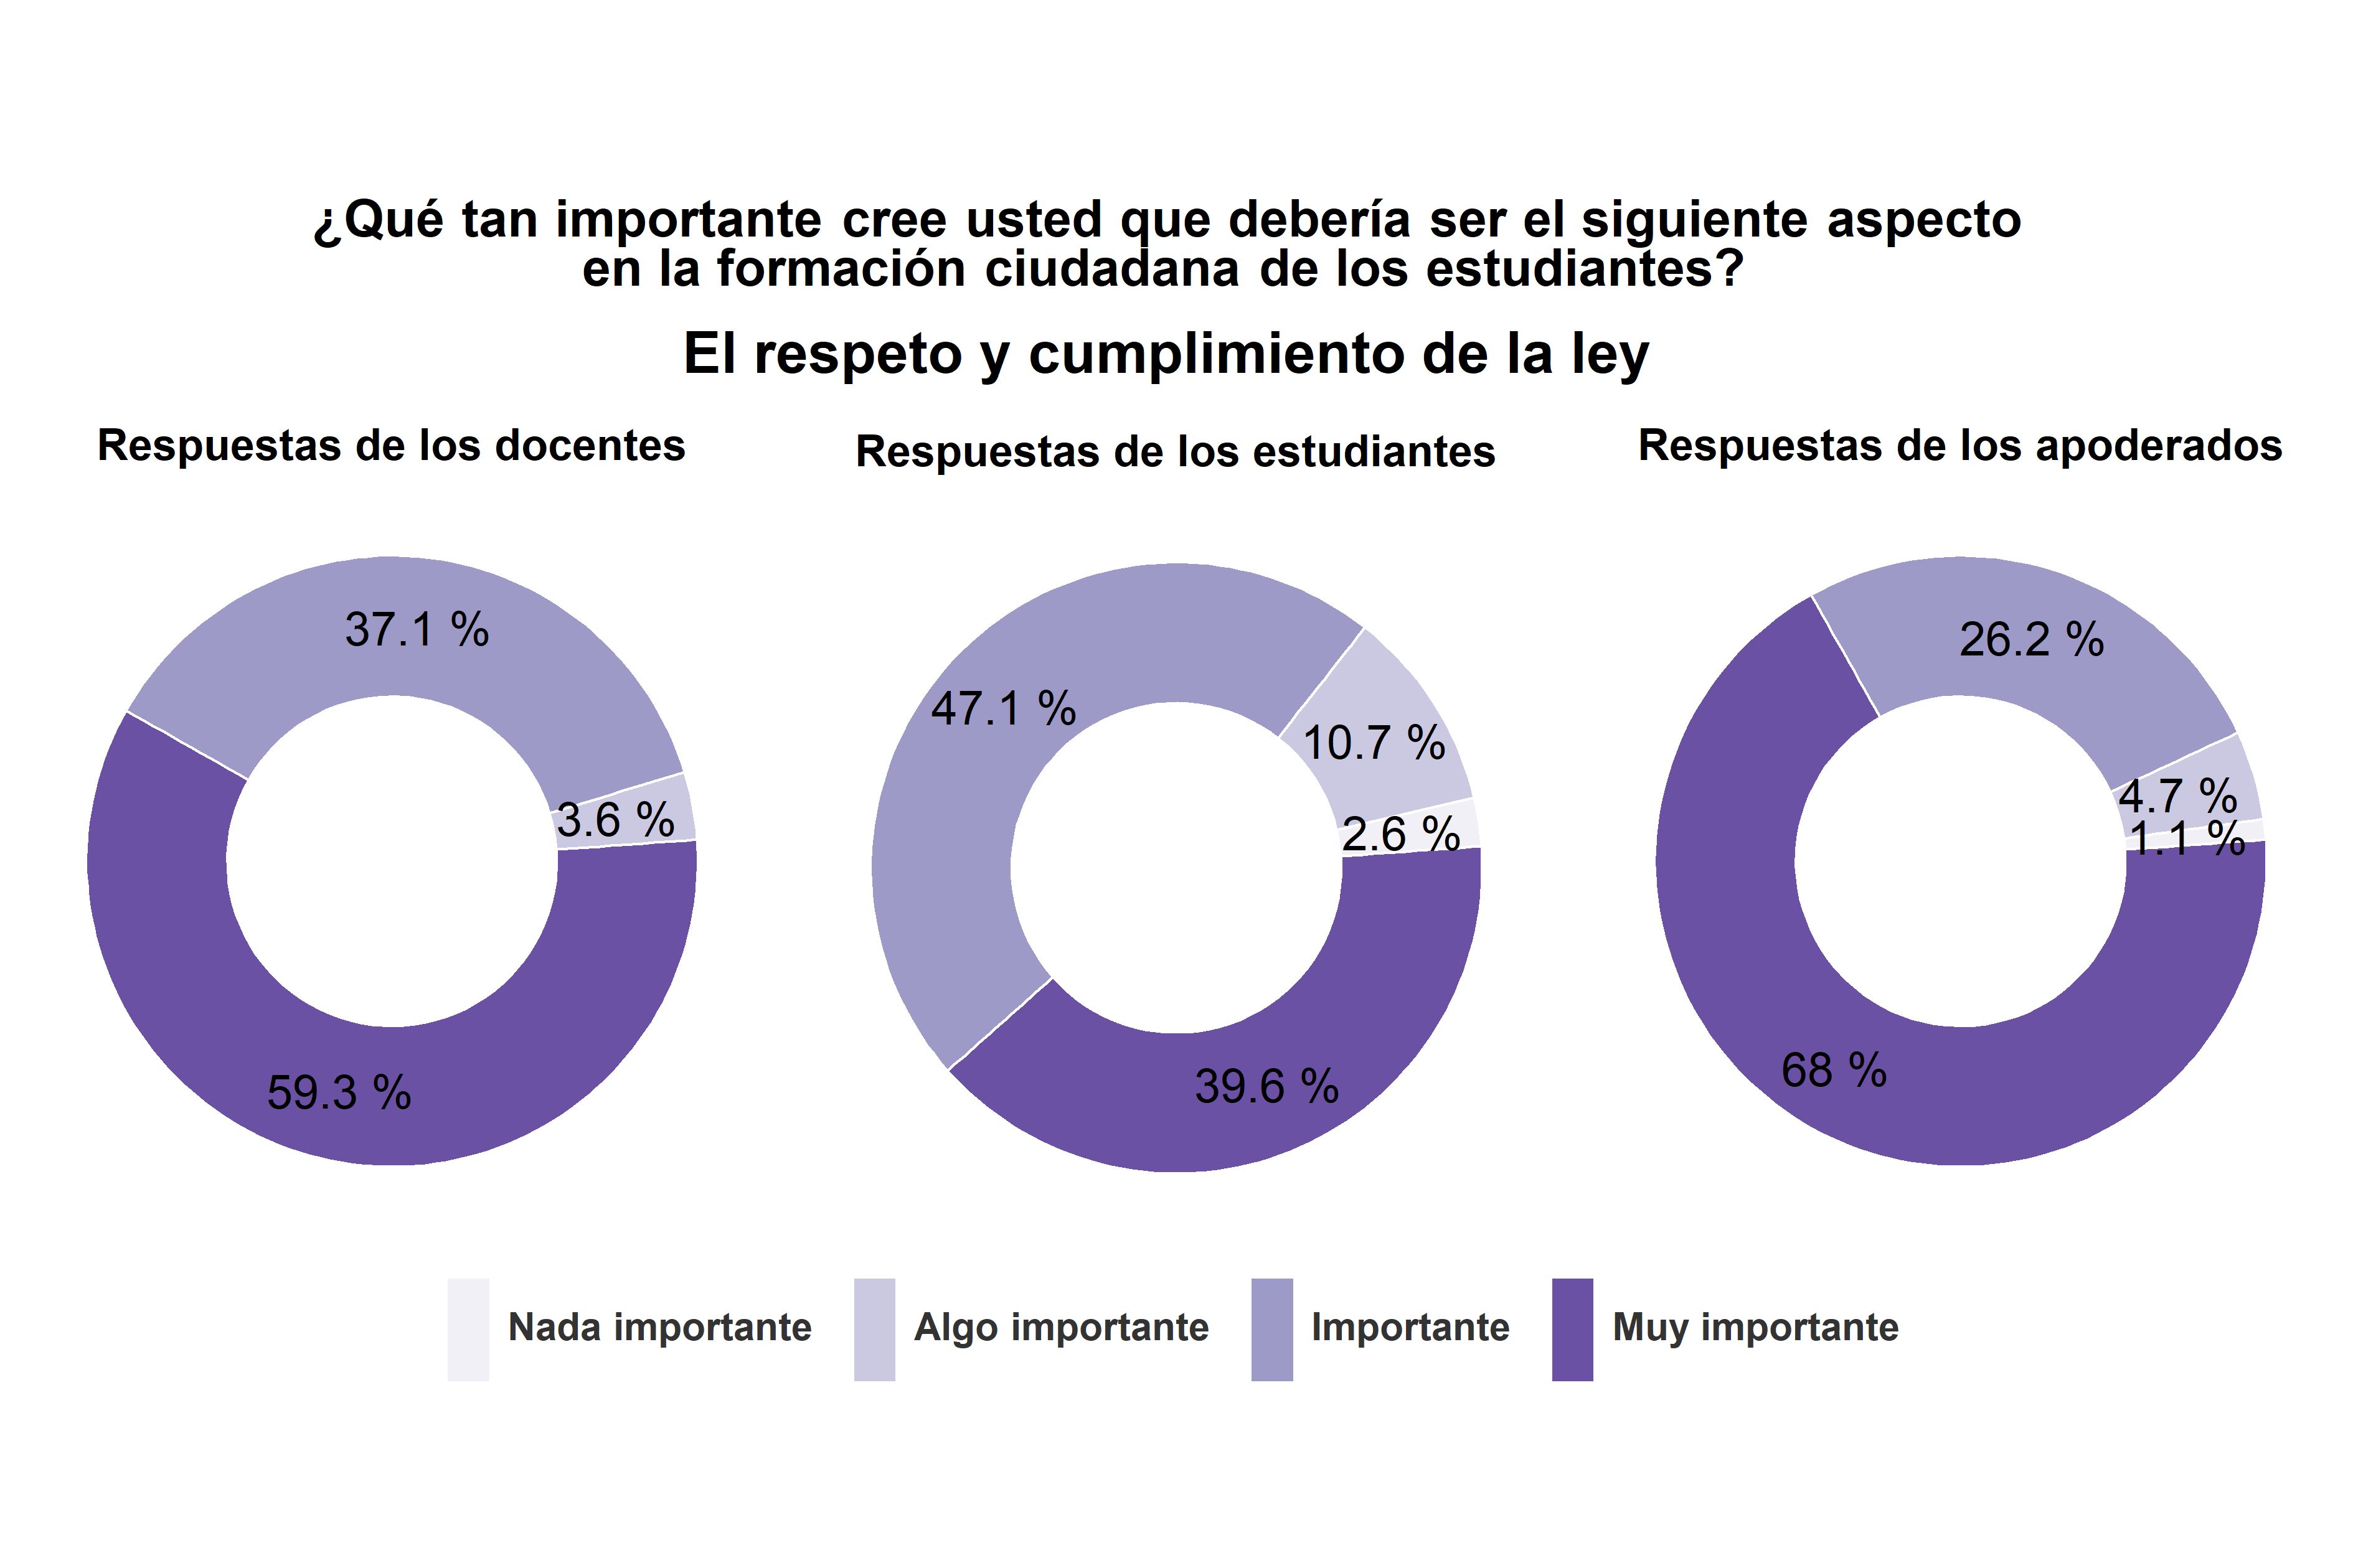 ¿Qué tan importante cree usted que debería ser el siguiente aspecto
en la formación ciudadana de los estudiantes?
El respeto y cumplimiento de la ley
Respuestas de los docentes
37.1 %
3.6 %
59.3 %
Respuestas de los estudiantes
47.1 %
10.7 %
2.6 %
39.6 %
Respuestas de los apoderados
26.2 %
4.7 %
1.1 %
68 %
Nada importante
Algo importante
Importante
Muy importante